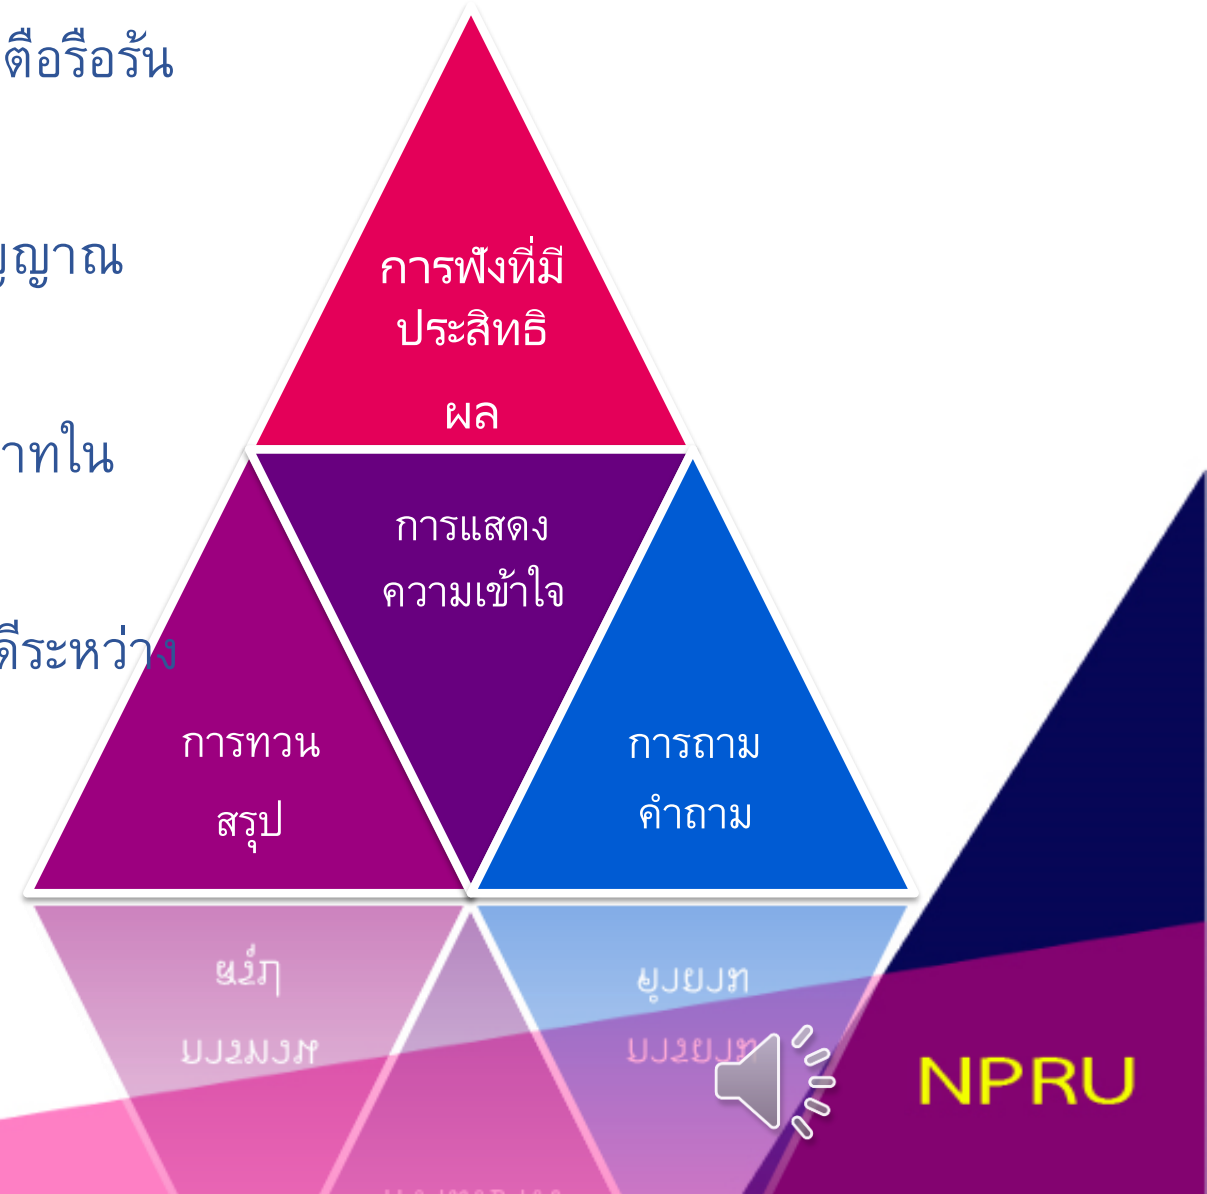 ตือรือร้น
ญญาณ
าทใน
ดีระหว่าง
การฟังที่มี
ประสิทธิ
ผล
การแสดง
ความเข้าใจ
การทวน
สรุป
การถาม
คำถาม
NPRU